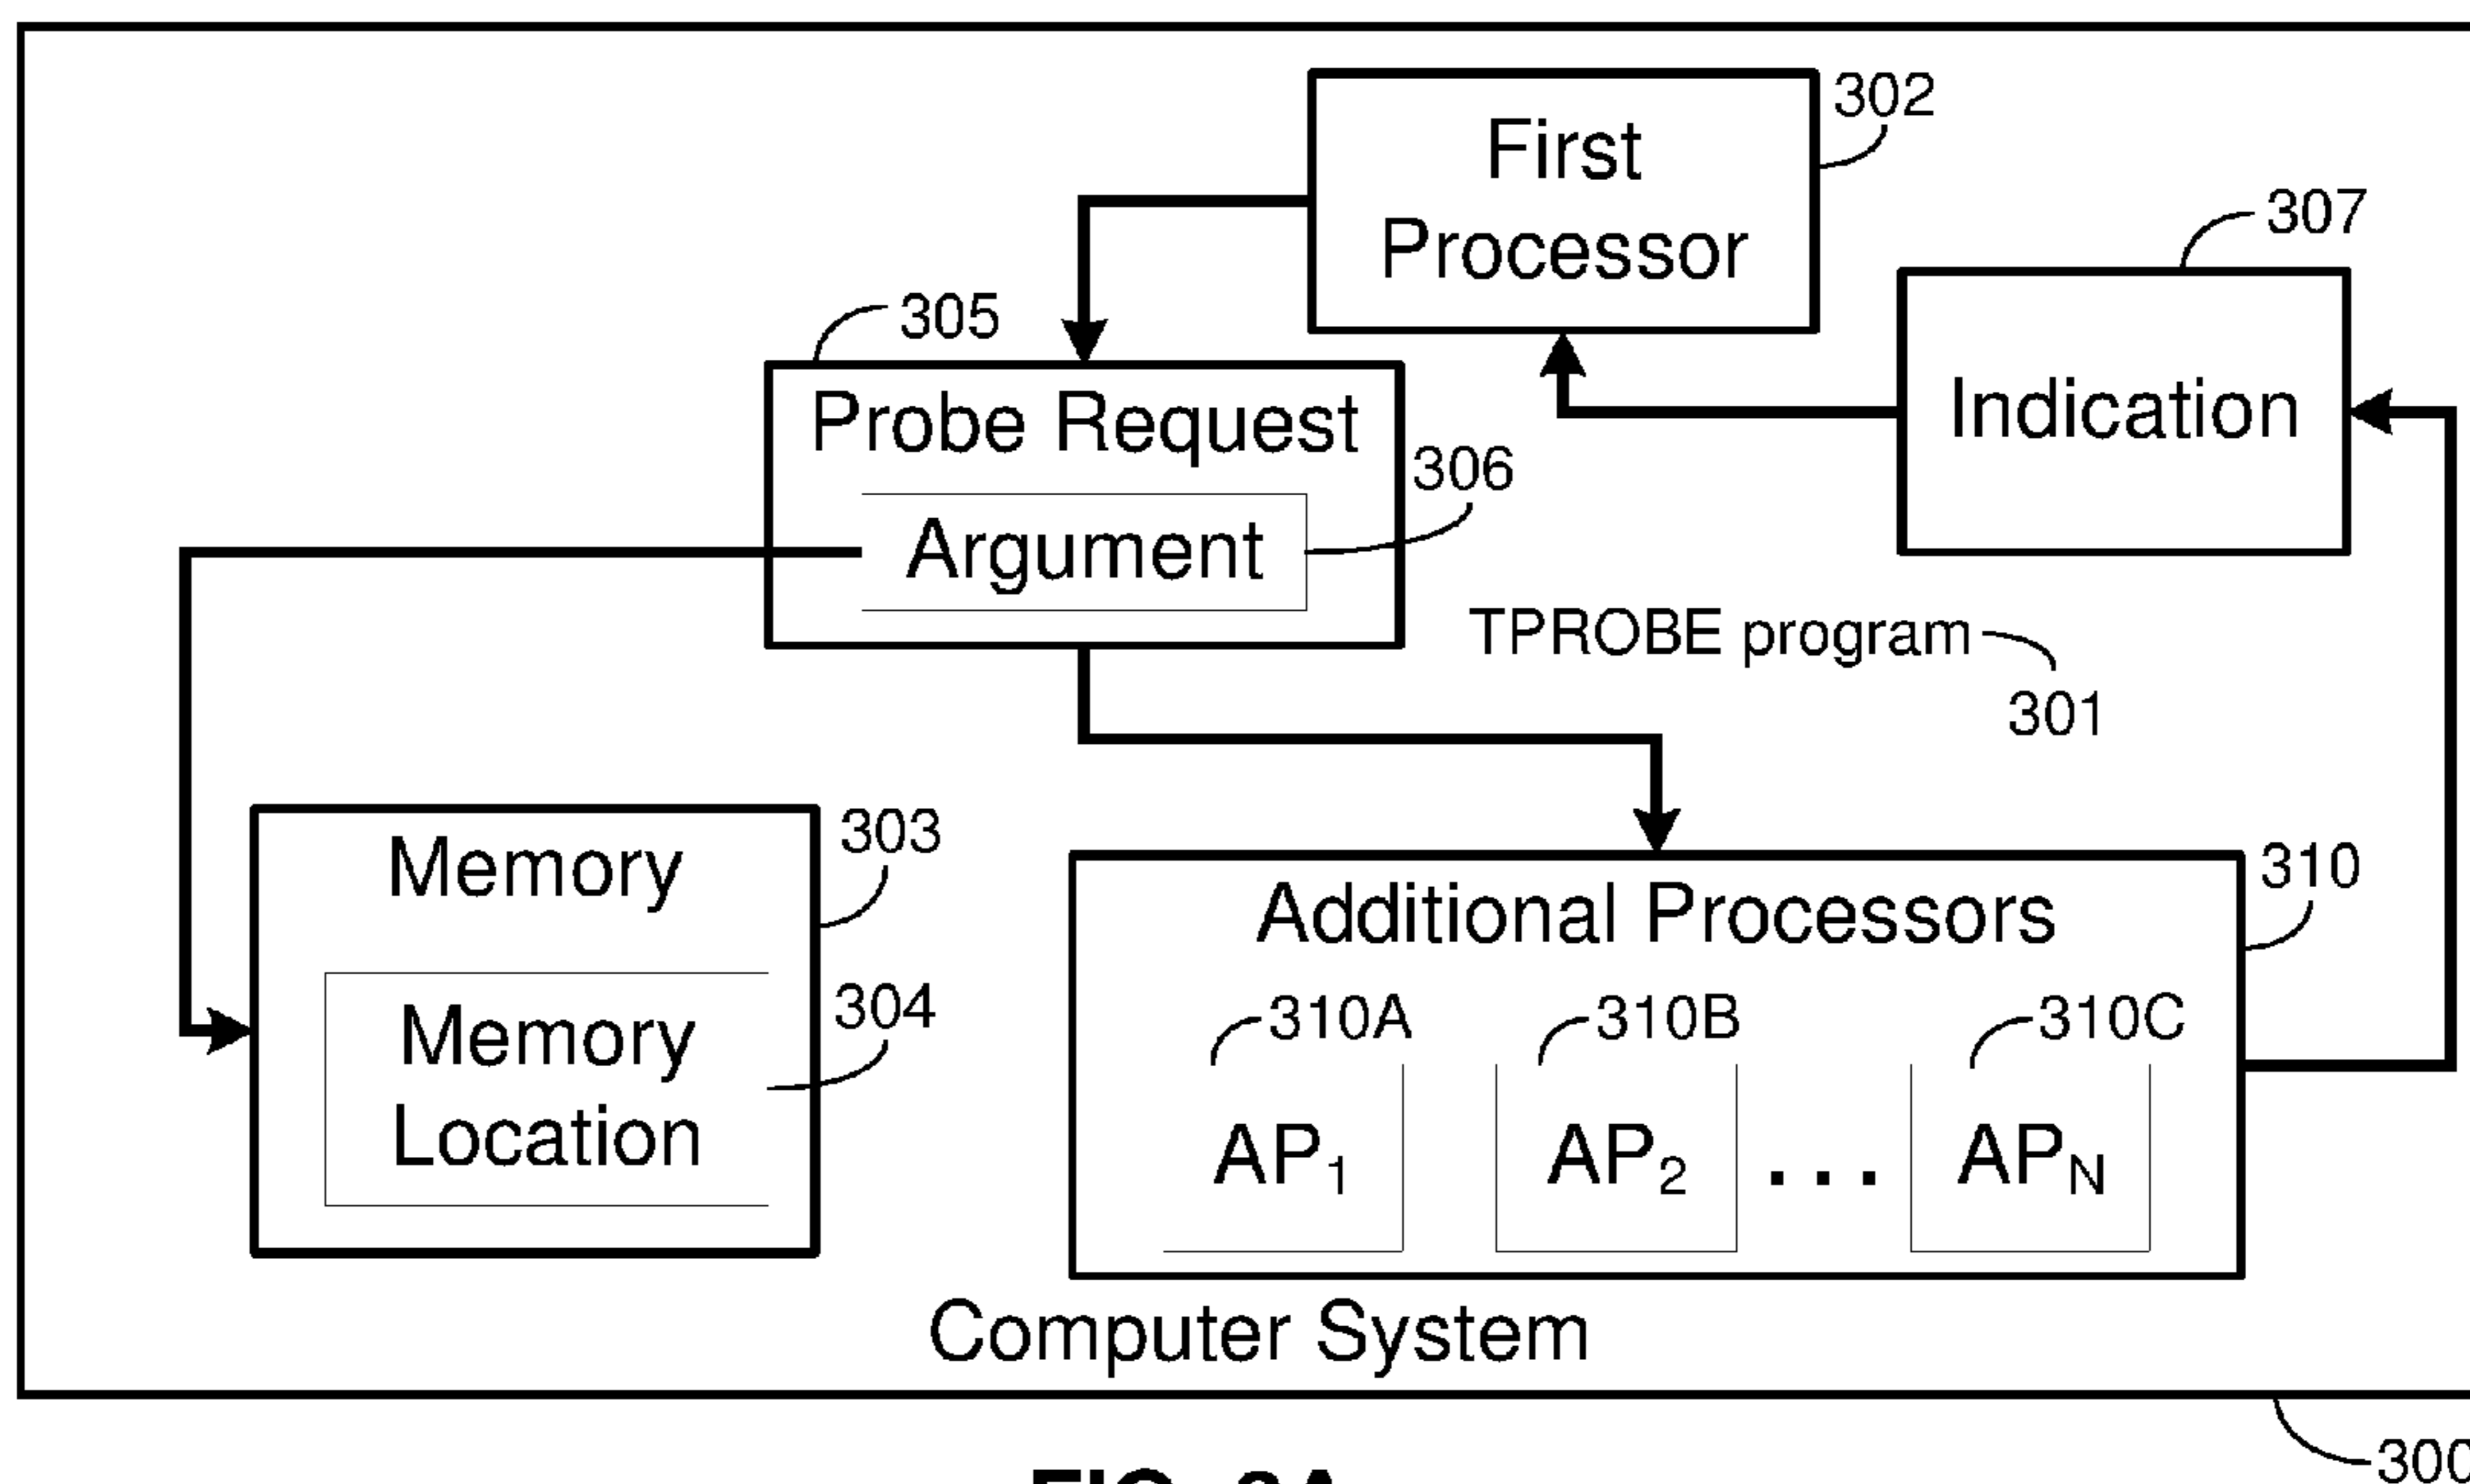 302
First
Processor
307
305
Probe Request
306
Argument
Indication
TPROBE program
301
303
Memory
304
Memory
Location
310
Additional Processors
310A
310B
310C
AP1
AP2
...
APN
Computer System
300